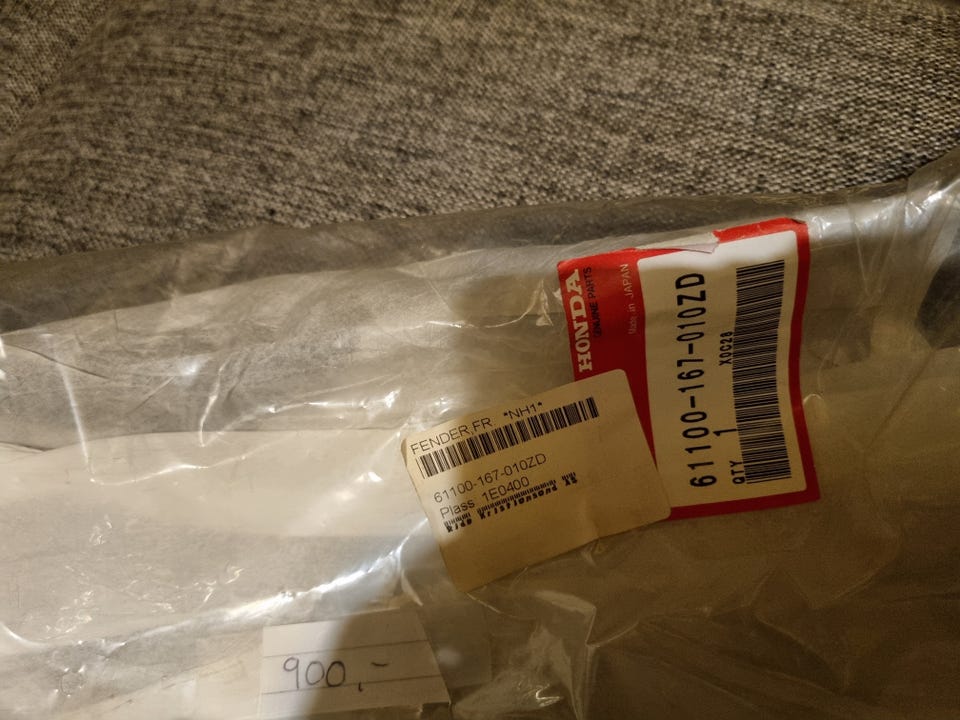 HONDA
GENUINE PARTS
Made in JAPAN
61100-167-010ZD
X0C26
QTY 1
FENDER,FR. *NH1*
61100-167-010ZD
Plass 1E0400
900,-